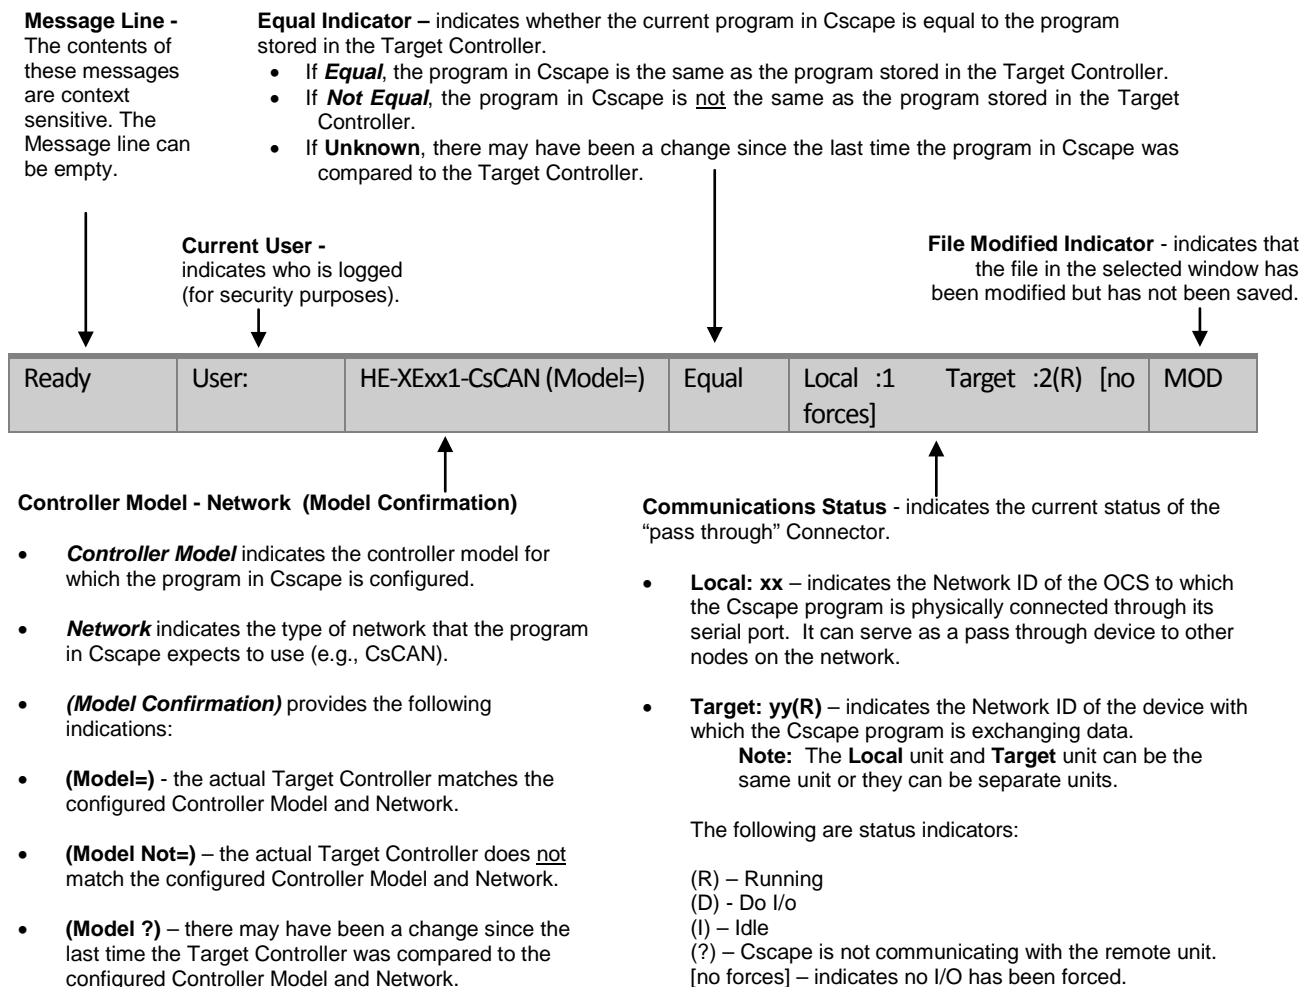 Message Line -
The contents of
these messages
are context
sensitive. The
Message line can
be empty.
Equal Indicator – indicates whether the current program in Cscape is equal to the program
stored in the Target Controller.
• If Equal, the program in Cscape is the same as the program stored in the Target Controller.
• If Not Equal, the program in Cscape is not the same as the program stored in the Target
Controller.
• If Unknown, there may have been a change since the last time the program in Cscape was
compared to the Target Controller.
Current User -
indicates who is logged
(for security purposes).
File Modified Indicator - indicates that
the file in the selected window has
been modified but has not been saved.
Ready User: HE-XExx1-CsCAN (Model=) Equal Local :1 Target :2(R) [no
forces] MOD
Controller Model - Network (Model Confirmation)
• Controller Model indicates the controller model for
which the program in Cscape is configured.
• Network indicates the type of network that the program
in Cscape expects to use (e.g., CsCAN).
• (Model Confirmation) provides the following
indications:
• (Model=) - the actual Target Controller matches the
configured Controller Model and Network.
• (Model Not=) – the actual Target Controller does not
match the configured Controller Model and Network.
• (Model ?) – there may have been a change since the
last time the Target Controller was compared to the
configured Controller Model and Network.
Communications Status - indicates the current status of the
“pass through” Connector.
• Local: xx – indicates the Network ID of the OCS to which
the Cscape program is physically connected through its
serial port. It can serve as a pass through device to other
nodes on the network.
• Target: yy(R) – indicates the Network ID of the device with
which the Cscape program is exchanging data.
Note: The Local unit and Target unit can be the
same unit or they can be separate units.
The following are status indicators:
(R) – Running
(D) - Do I/o
(I) – Idle
(?) – Cscape is not communicating with the remote unit.
[no forces] – indicates no I/O has been forced.